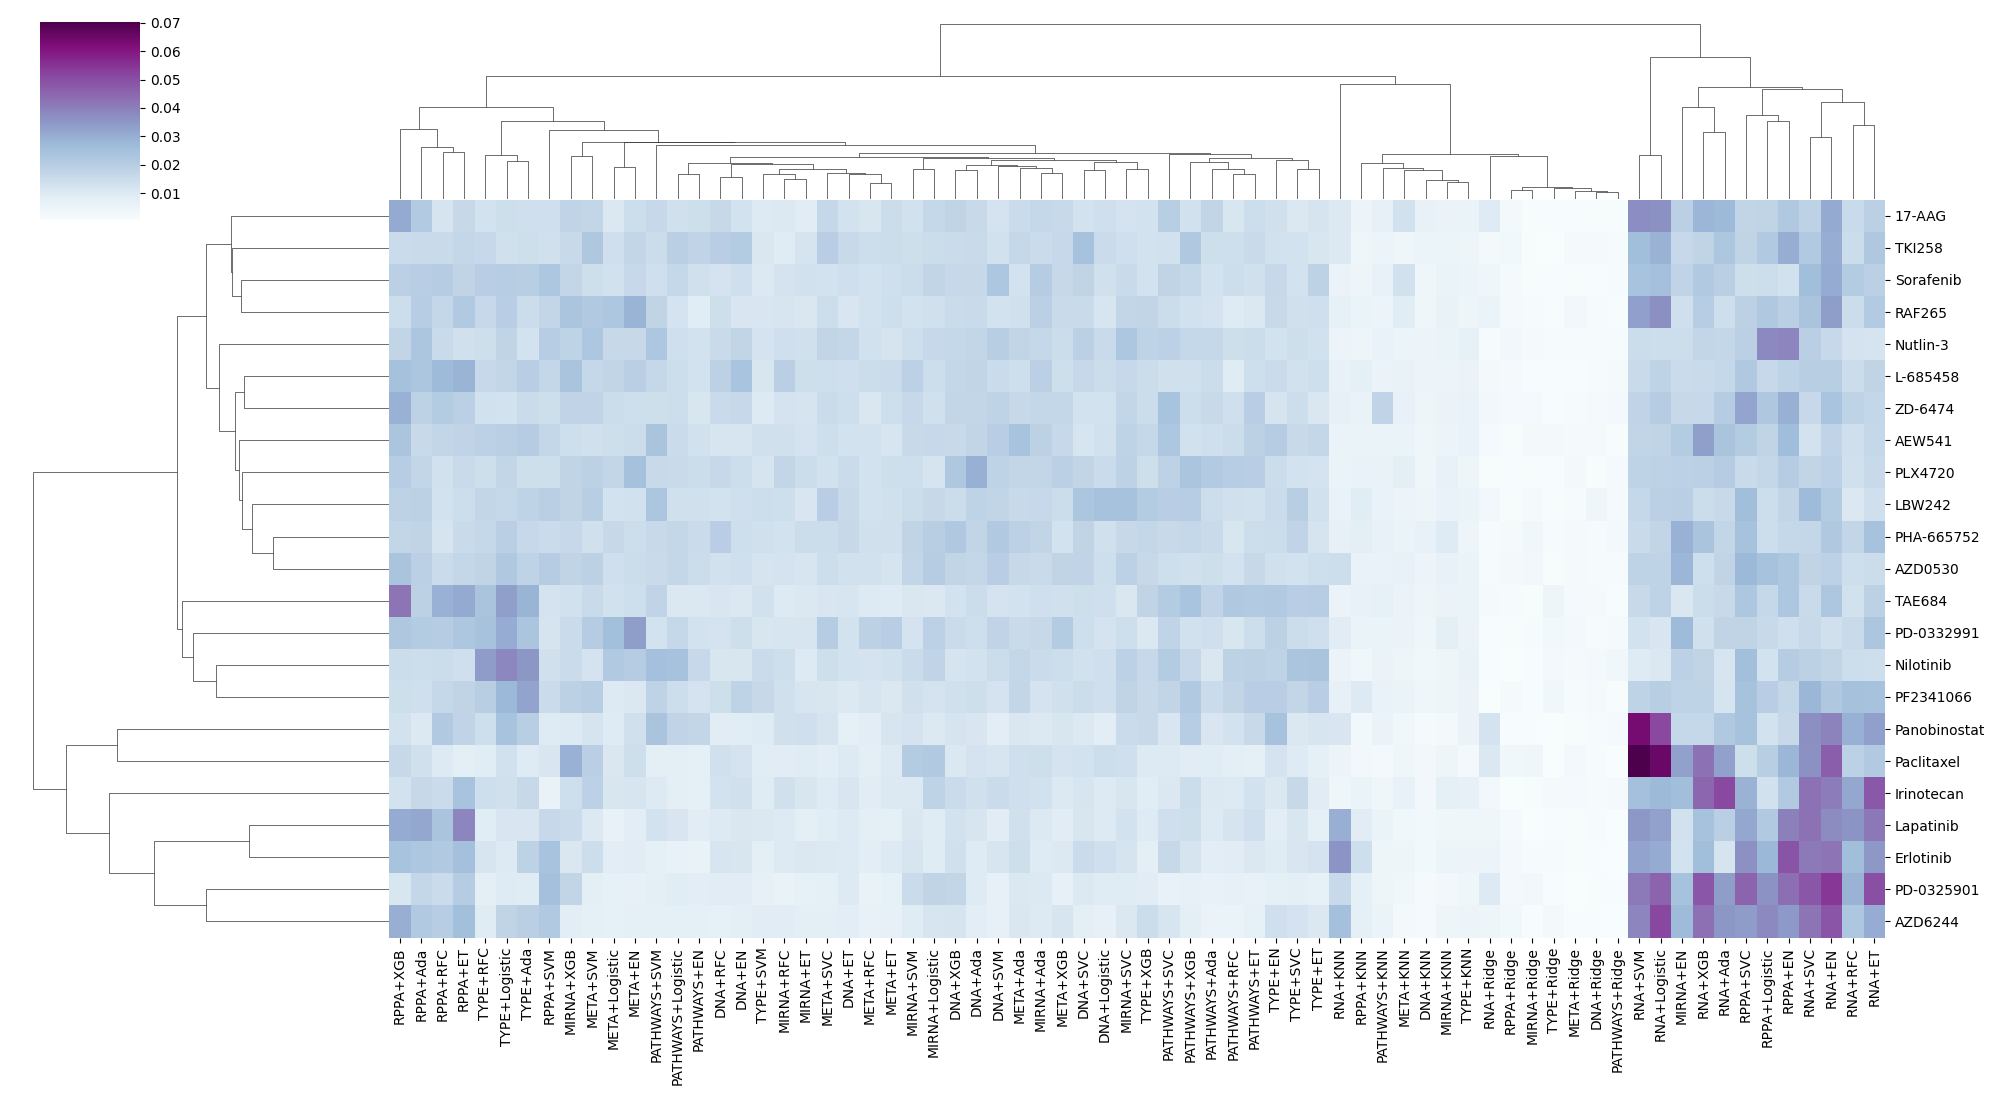 0.07
0.06
0.05
0.04
0.03
0.02
0.01
17-AAG
TKI258
Sorafenib
RAF265
Nutlin-3
L-685458
ZD-6474
AEW541
PLX4720
LBW242
PHA-665752
AZD0530
TAE684
PD-0332991
Nilotinib
PF2341066
Panobinostat
Paclitaxel
Irinotecan
Lapatinib
Erlotinib
PD-0325901
AZD6244
RPPA+XGB
RPPA+Ada
RPPA+RFC
RPPA+ET
TYPE+RFC
TYPE+Logistic
TYPE+Ada
RPPA+SVM
MIRNA+XGB
META+SVM
META+Logistic
META+EN
PATHWAYS+SVM
PATHWAYS+Logistic
PATHWAYS+EN
DNA+RFC
DNA+EN
TYPE+SVM
MIRNA+RFC
MIRNA+ET
META+SVC
DNA+ET
META+RFC
META+ET
MIRNA+SVM
MIRNA+Logistic
DNA+XGB
DNA+Ada
DNA+SVM
META+Ada
MIRNA+Ada
META+XGB
DNA+SVC
DNA+Logistic
MIRNA+SVC
TYPE+XGB
PATHWAYS+SVC
PATHWAYS+XGB
PATHWAYS+Ada
PATHWAYS+RFC
PATHWAYS+ET
TYPE+EN
TYPE+SVC
TYPE+ET
RNA+KNN
RPPA+KNN
PATHWAYS+KNN
META+KNN
DNA+KNN
MIRNA+KNN
TYPE+KNN
RNA+Ridge
RPPA+Ridge
MIRNA+Ridge
TYPE+Ridge
META+Ridge
DNA+Ridge
PATHWAYS+Ridge
RNA+SVM
RNA+Logistic
MIRNA+EN
RNA+XGB
RNA+Ada
RPPA+SVC
RPPA+Logistic
RPPA+EN
RNA+SVC
RNA+EN
RNA+RFC
RNA+ET